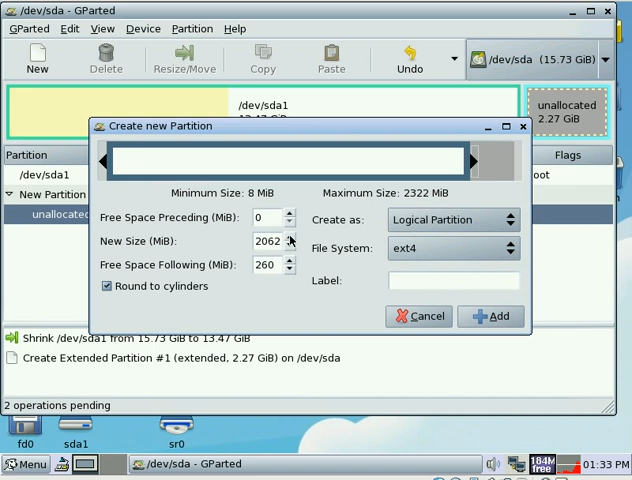 /dev/sda - GParted
GParted Edit View Device Partition Help
New Delete Resize/Move Copy Paste Undo /dev/sda (15.73 GiB)
/dev/sda1
unallocated
2.27 GiB
Create new Partition
Partition
Flags
/dev/sda1
oot
New Partition
unallocated
Minimum Size: 8 MiB Maximum Size: 2322 MiB
Free Space Preceding (MiB): 0
Create as: Logical Partition
New Size (MiB): 2062
File System: ext4
Free Space Following (MiB): 260
Label:
Round to cylinders
Cancel Add
Shrink /dev/sda1 from 15.73 GiB to 13.47 GiB
Create Extended Partition #1 (extended, 2.27 GiB) on /dev/sda
2 operations pending
fd0 sda1 sr0
Menu /dev/sda - GParted 184M free 01:33 PM